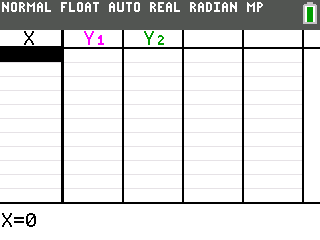 NORMAL FLOAT AUTO REAL RADIAN MP
X Y1 Y2
X=0